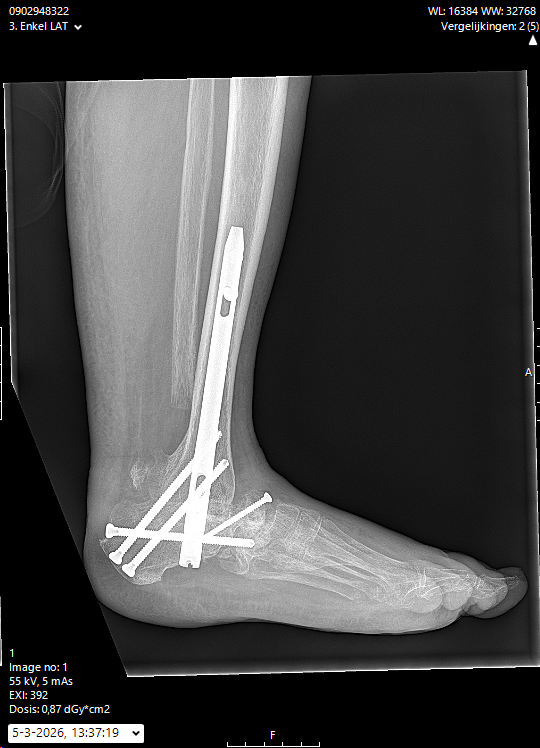 0902948322
3. Enkel LAT
WL: 16384 WW: 32768
Vergelijkingen: 2 (5)
A
1
Image no: 1
55 kV, 5 mAs
EXI: 392
Dosis: 0,87 dGy*cm2
5-3-2026, 13:37:19
F